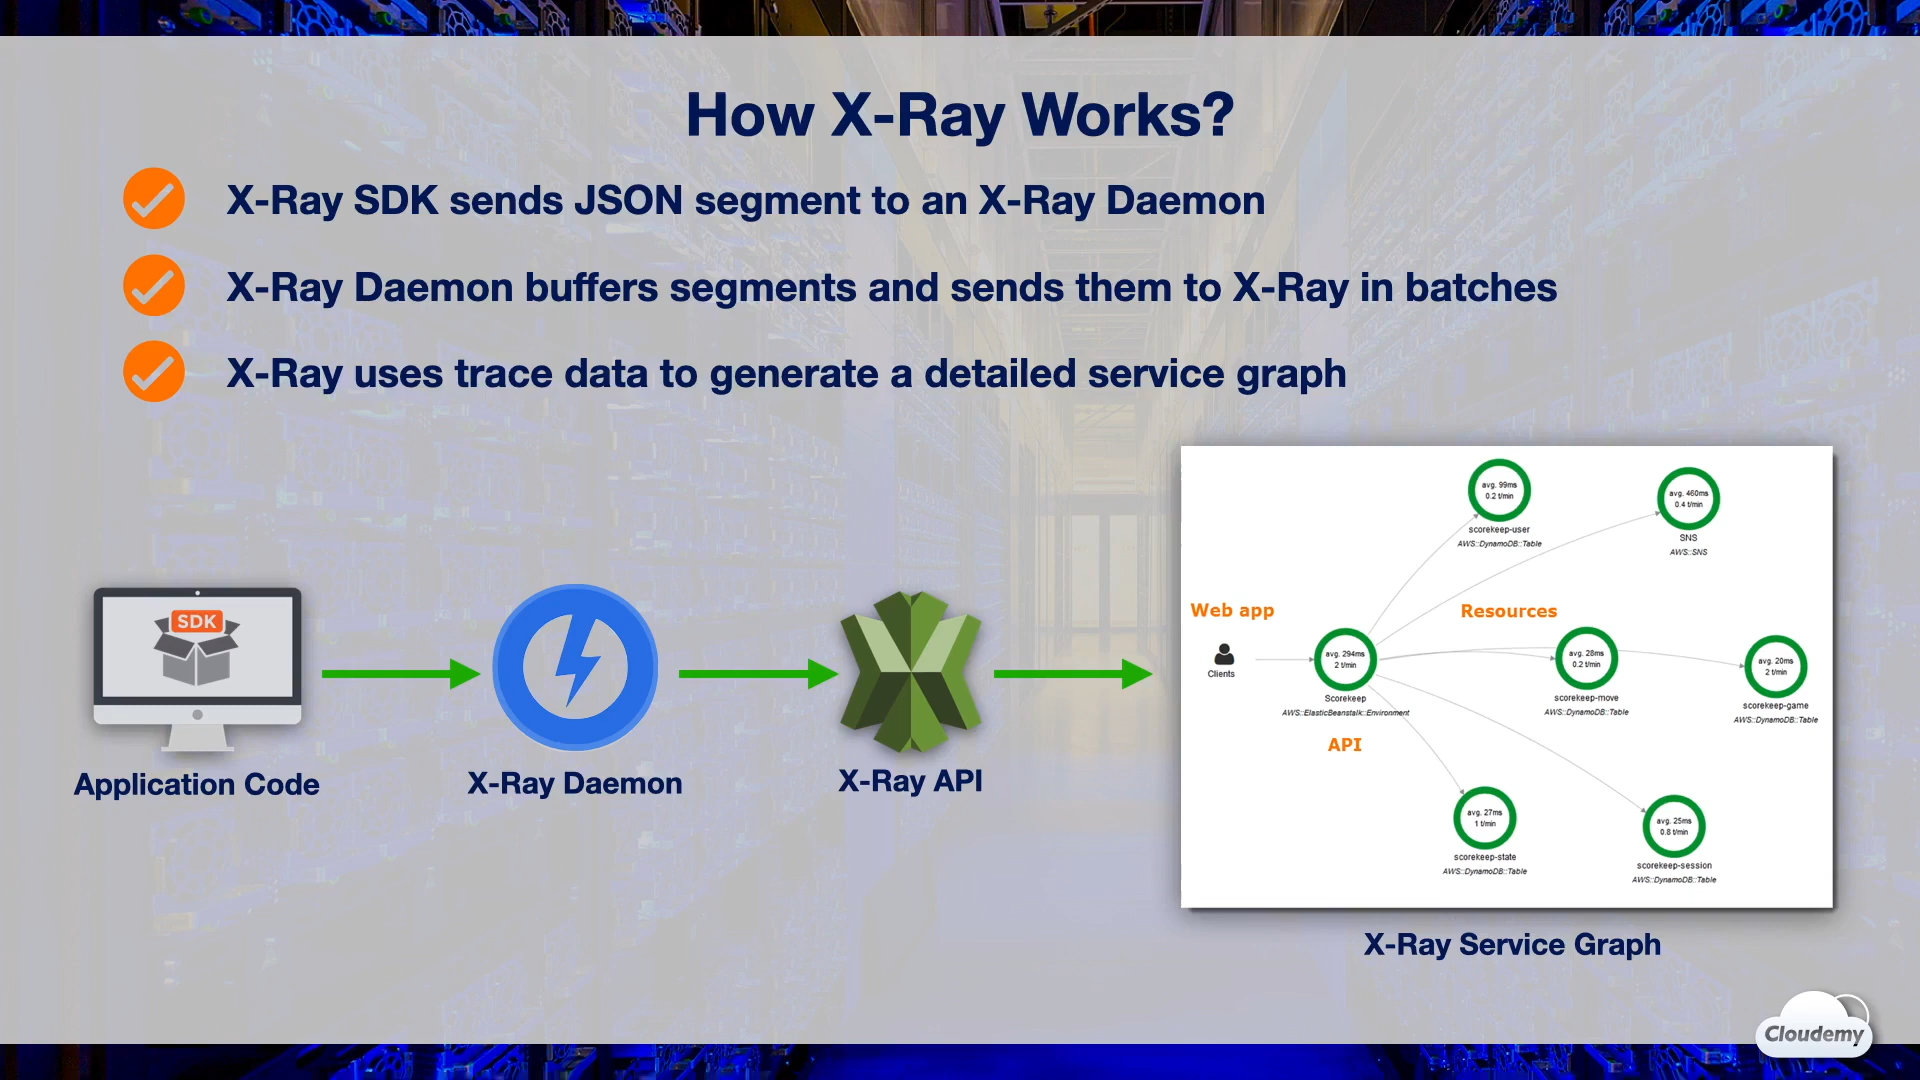 How X-Ray Works?
X-Ray SDK sends JSON segment to an X-Ray Daemon
X-Ray Daemon buffers segments and sends them to X-Ray in batches
X-Ray uses trace data to generate a detailed service graph
SDK
Application Code
X-Ray Daemon
X-Ray API
avg. 99ms
0.2 t/min
scorekeep-user
AWS::DynamoDB::Table
avg. 460ms
0.4 t/min
SNS
AWS::SNS
Web app
Clients
Resources
avg. 294ms
2 t/min
Scorekeep
AWS::ElasticBeanstalk::Environment
API
avg. 28ms
0.2 t/min
scorekeep-move
AWS::DynamoDB::Table
avg. 20ms
2 t/min
scorekeep-game
AWS::DynamoDB::Table
avg. 27ms
1 t/min
scorekeep-state
AWS::DynamoDB::Table
avg. 25ms
0.8 t/min
scorekeep-session
AWS::DynamoDB::Table
X-Ray Service Graph
Cloudemy